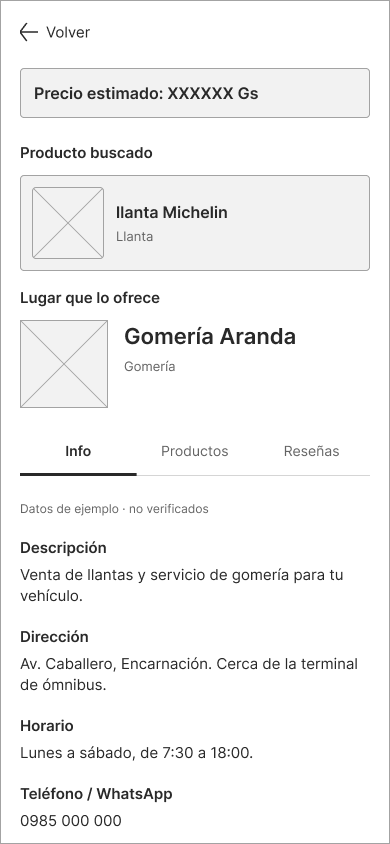 Volver
Precio estimado: XXXXXX Gs
Producto buscado
llanta Michelin
Llanta
Lugar que lo ofrece
Gomería Aranda
Gomería
Info Productos Reseñas
Datos de ejemplo · no verificados
Descripción
Venta de llantas y servicio de gomería para tu
vehículo.
Dirección
Av. Caballero, Encarnación. Cerca de la terminal
de ómnibus.
Horario
Lunes a sábado, de 7:30 a 18:00.
Teléfono / WhatsApp
0985 000 000